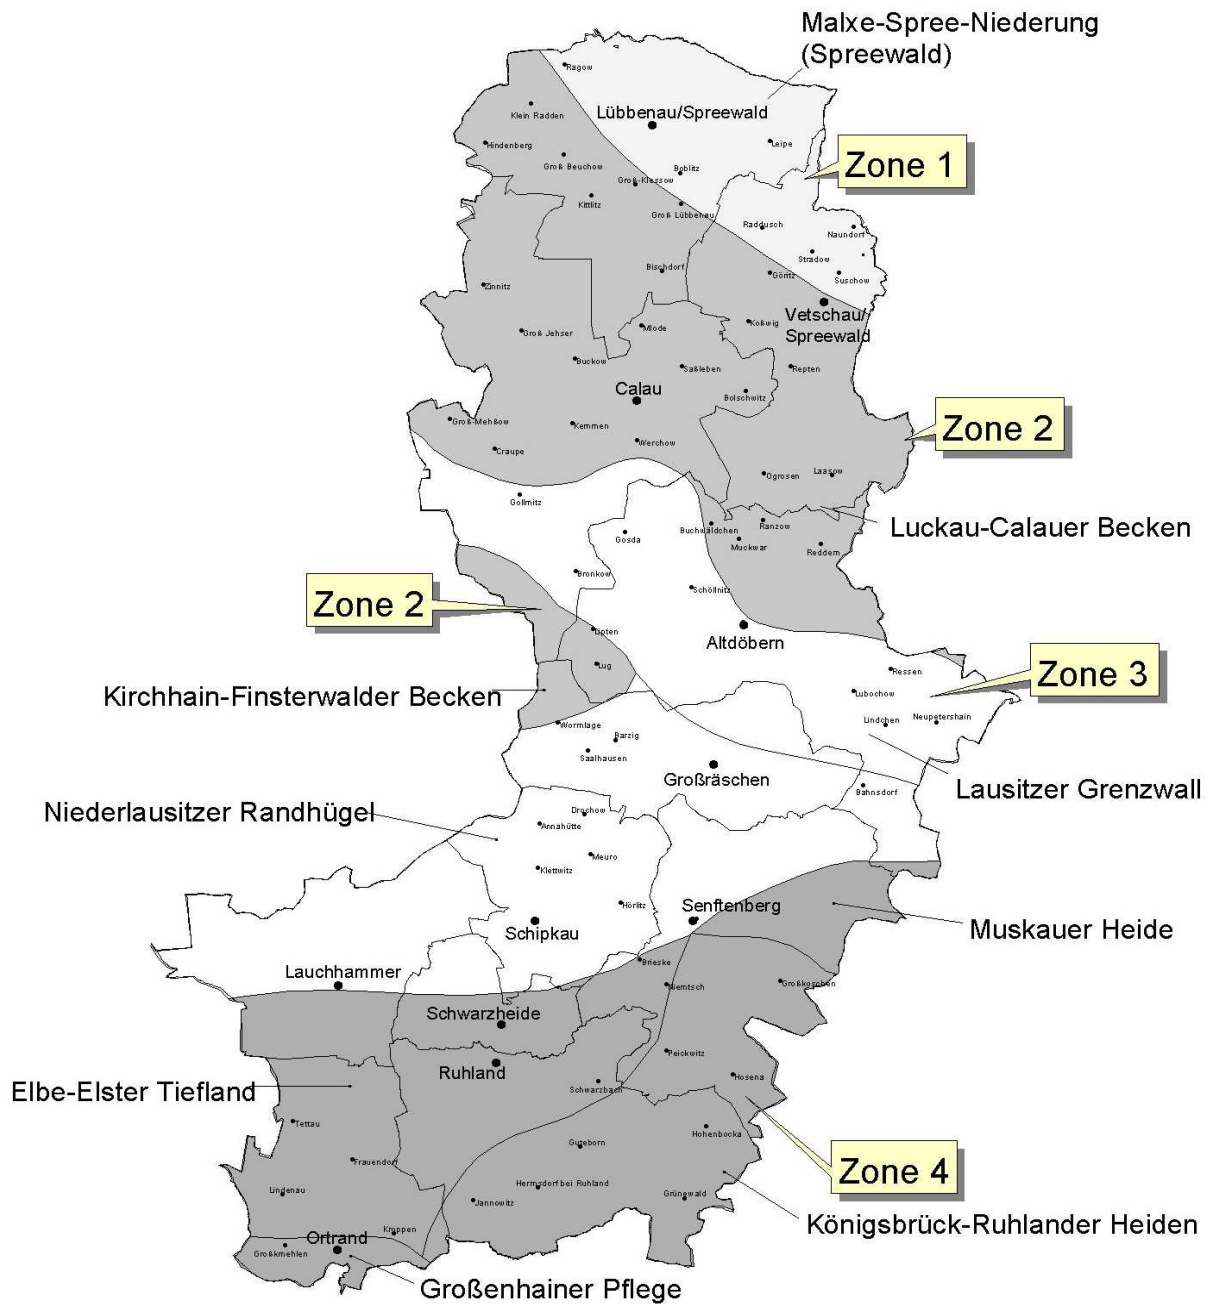 Malxe-Spree-Niederung
(Spreewald)
Ragow
Klein Radden
Lübbenau/Spreewald
Hindenberg
Leipe
Groß Beuchow
Boblitz
Zone 1
Groß-Klessow
Kittlitz
Groß Lübbenau
Raddusch
Naundorf
Stradow
Bischdorf
Göritz
Suschow
Zinnitz
Vetschau/
Spreewald
Groß Jehser
Mlode
Koßwig
Buckow
Saßleben
Repten
Calau
Bolschwitz
Zone 2
Groß-Mehßow
Kemmen
Werchow
Craupe
Ogrosen
Laasow
Gollmitz
Luckau-Calauer Becken
Buchwäldchen
Ranzow
Gosda
Muckwar
Reddern
Bronkow
Schöllnitz
Zone 2
Lipten
Altdöbern
Lug
Ressen
Zone 3
Kirchhain-Finsterwalder Becken
Lubochow
Wormlage
Lindchen
Neupetershain
Barzig
Saalhausen
Großräschen
Bahnsdorf
Lausitzer Grenzwall
Niederlausitzer Randhügel
Drochow
Annahütte
Meuro
Klettwitz
Hörlitz
Senftenberg
Schipkau
Muskauer Heide
Lauchhammer
Brieske
Niemtsch
Großkoschen
Schwarzheide
Peickwitz
Ruhland
Hosena
Elbe-Elster Tiefland
Schwarzbach
Tettau
Hohenbocka
Guteborn
Frauendorf
Zone 4
Lindenau
Hermsdorf bei Ruhland
Jannowitz
Grünewald
Königsbrück-Ruhlander Heiden
Kroppen
Ortrand
Großkmehlen
Großenhainer Pflege